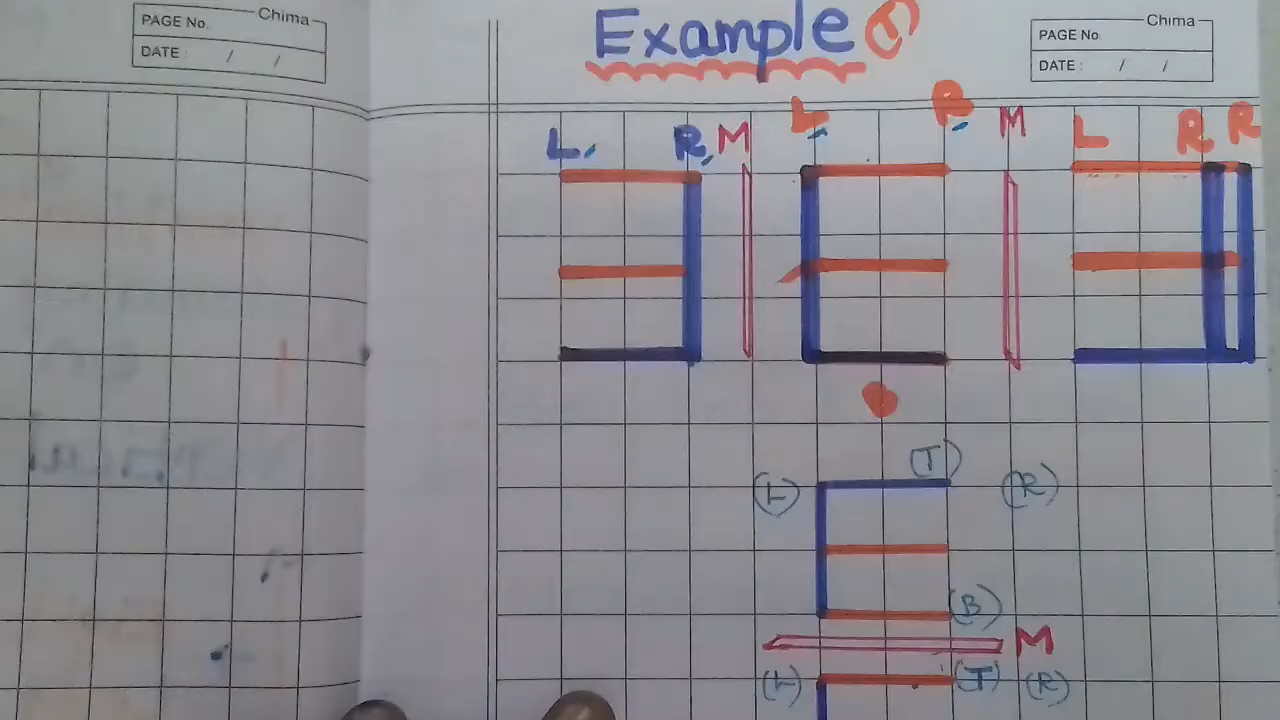 Chima
PAGE No.
DATE : / /
Example (1)
Chima
PAGE No.
DATE : / /
L R M L R M L R R
(T)
(L) (R)
(B)
M
(L) (T) (R)